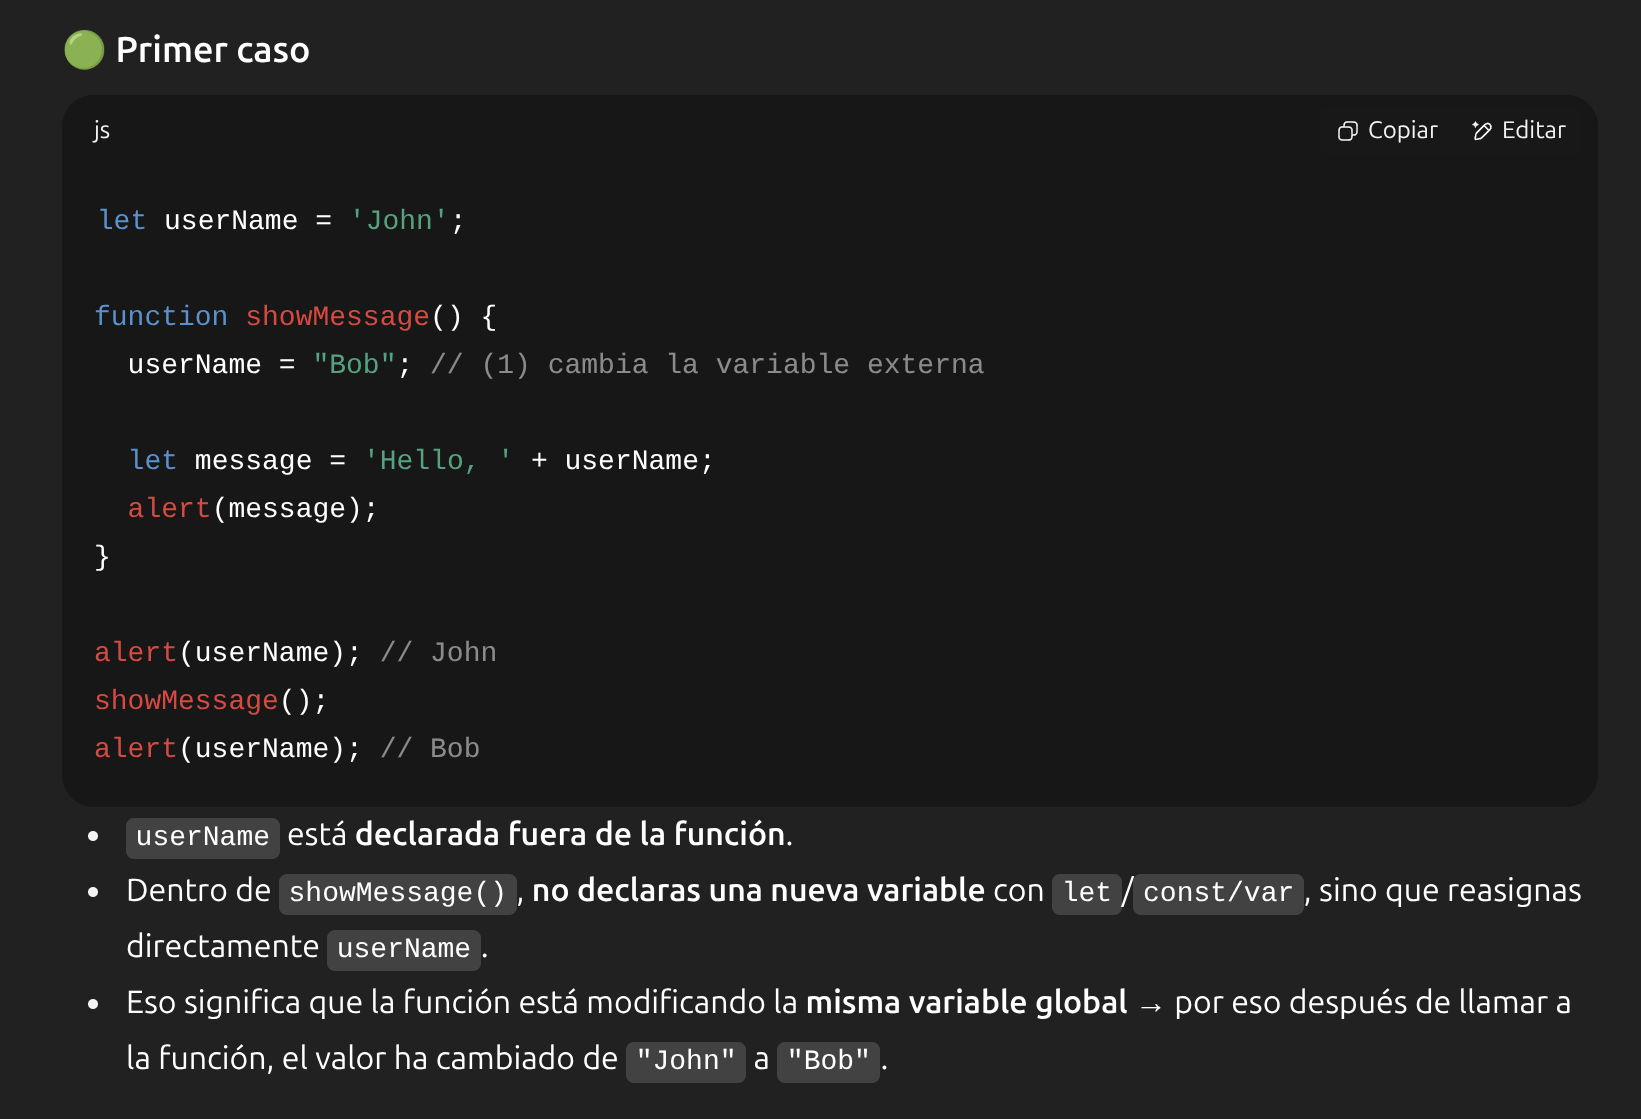 🟢 Primer caso
js
Copiar Editar
let userName = 'John';
function showMessage() {
  userName = "Bob"; // (1) cambia la variable externa
  let message = 'Hello, ' + userName;
  alert(message);
}
alert(userName); // John
showMessage();
alert(userName); // Bob
• userName está declarada fuera de la función.
• Dentro de showMessage(), no declaras una nueva variable con let/const/var, sino que reasignas
directamente userName.
• Eso significa que la función está modificando la misma variable global → por eso después de llamar a
la función, el valor ha cambiado de "John" a "Bob".